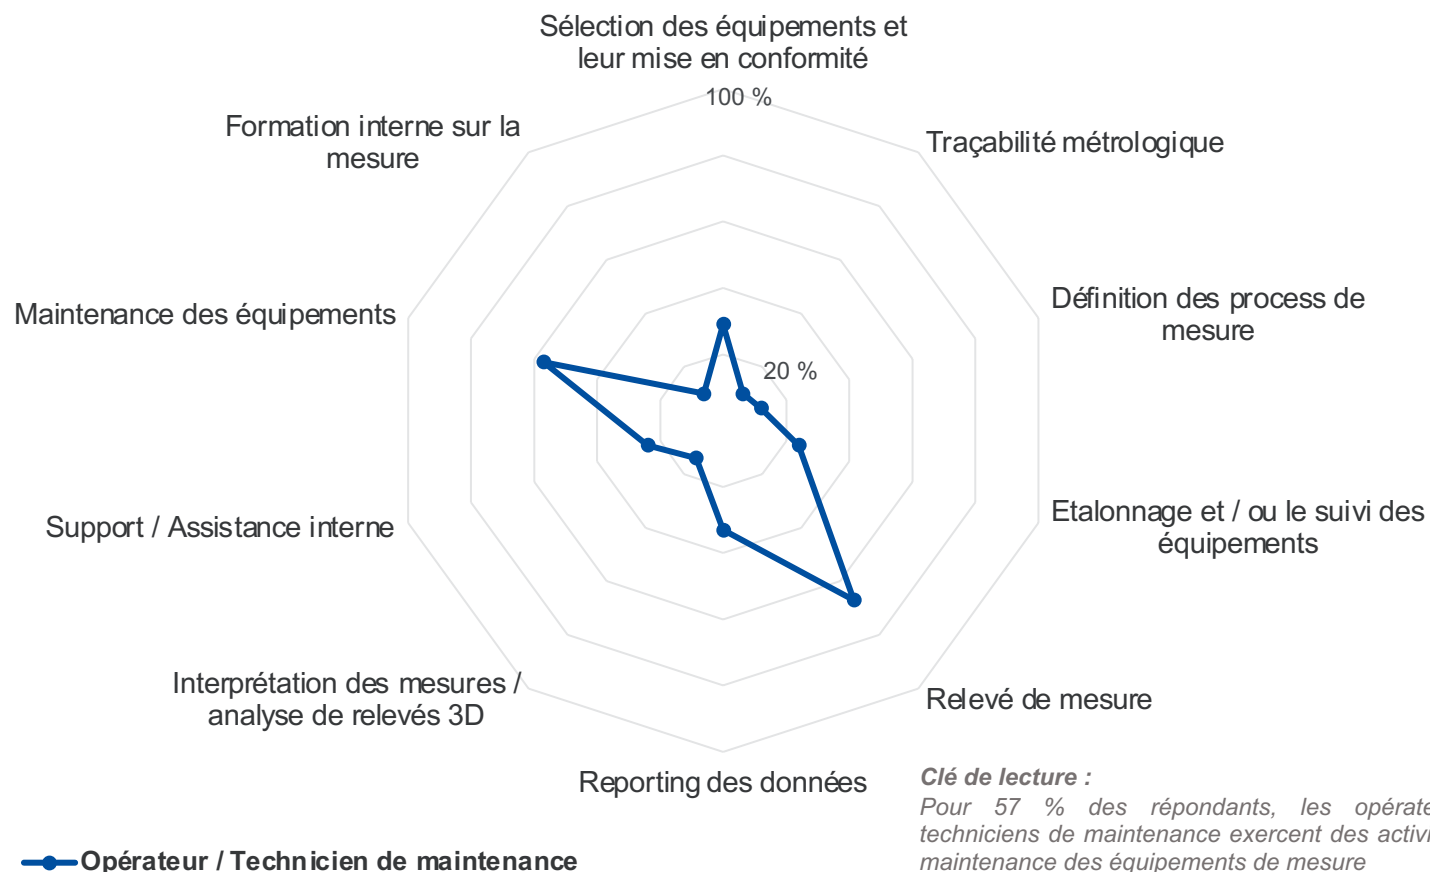 Sélection des équipements et
leur mise en conformité
100 %
Formation interne sur la
mesure
Traçabilité métrologique
Maintenance des équipements
Définition des process de
mesure
20 %
Support / Assistance interne
Etalonnage et / ou le suivi des
équipements
Interprétation des mesures /
analyse de relevés 3D
Relevé de mesure
Reporting des données
Clé de lecture :
Pour 57 % des répondants, les opérate
techniciens de maintenance exercent des activi
maintenance des équipements de mesure
Opérateur / Technicien de maintenance